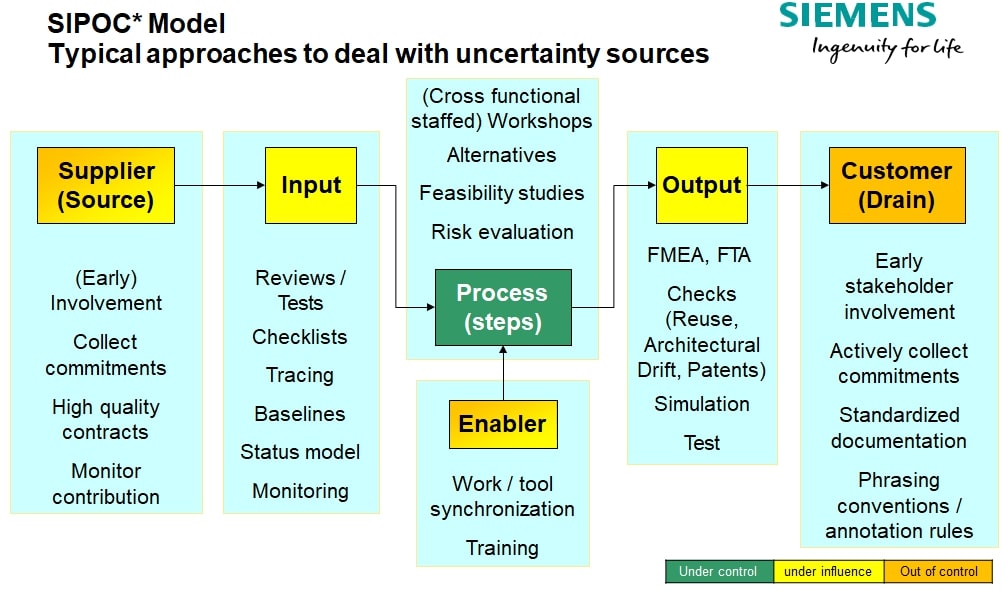 SIPOC* Model
Typical approaches to deal with uncertainty sources
SIEMENS
Ingenuity for life
Supplier
(Source)
(Early)
Involvement
Collect
commitments
High quality
contracts
Monitor
contribution
Input
Reviews /
Tests
Checklists
Tracing
Baselines
Status model
Monitoring
(Cross functional
staffed) Workshops
Alternatives
Feasibility studies
Risk evaluation
Process
(steps)
Enabler
Work / tool
synchronization
Training
Output
FMEA, FTA
Checks
(Reuse,
Architectural
Drift, Patents)
Simulation
Test
Customer
(Drain)
Early
stakeholder
involvement
Actively collect
commitments
Standardized
documentation
Phrasing
conventions /
annotation rules
Under control
under influence
Out of control